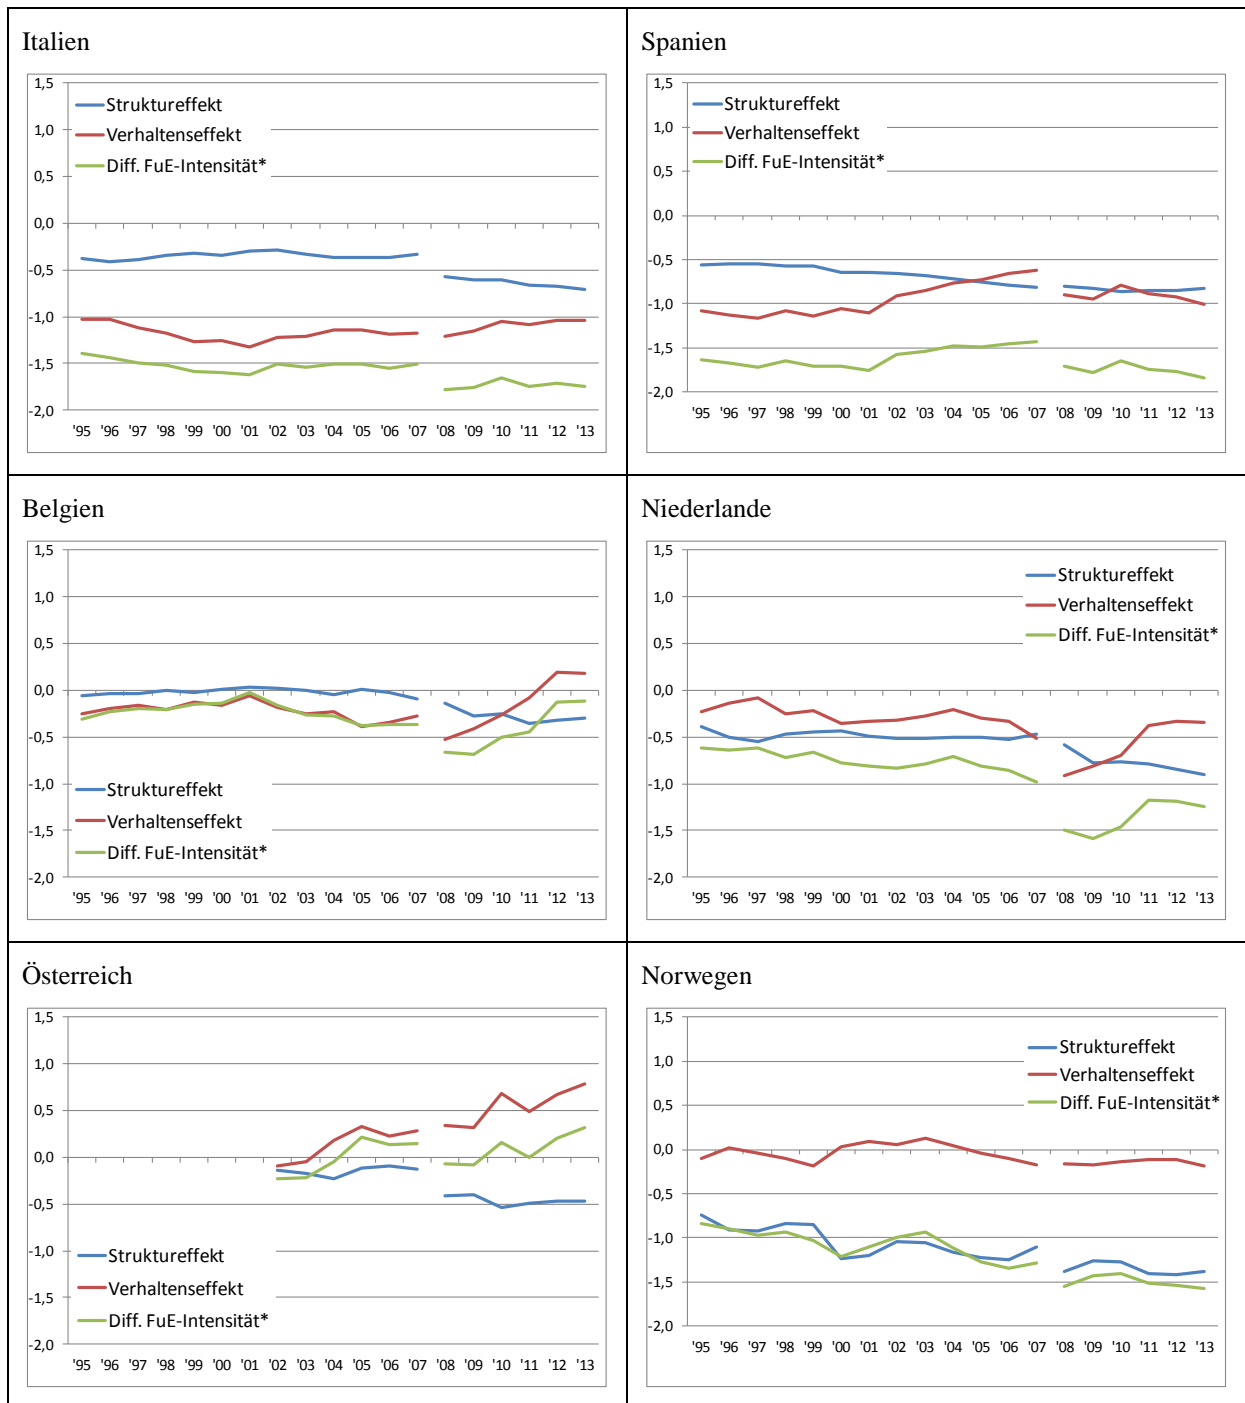 Italien
1,5
Struktureffekt
1,0
Verhaltenseffekt
0,5
Diff. FuE-Intensität*
0,0
-0,5
-1,0
-1,5
-2,0
'95 '96 '97 '98 '99 '00 '01 '02 '03 '04 '05 '06 '07 '08 '09 '10 '11 '12 '13
Spanien
1,5
Struktureffekt
1,0
Verhaltenseffekt
0,5
Diff. FuE-Intensität*
0,0
-0,5
-1,0
-1,5
-2,0
'95 '96 '97 '98 '99 '00 '01 '02 '03 '04 '05 '06 '07 '08 '09 '10 '11 '12 '13
Belgien
1,5
1,0
0,5
0,0
-0,5
-1,0
Struktureffekt
Verhaltenseffekt
-1,5
Diff. FuE-Intensität*
-2,0
'95 '96 '97 '98 '99 '00 '01 '02 '03 '04 '05 '06 '07 '08 '09 '10 '11 '12 '13
Niederlande
1,5
Struktureffekt
1,0
Verhaltenseffekt
0,5
Diff. FuE-Intensität*
0,0
-0,5
-1,0
-1,5
-2,0
'95 '96 '97 '98 '99 '00 '01 '02 '03 '04 '05 '06 '07 '08 '09 '10 '11 '12 '13
Österreich
1,5
1,0
0,5
0,0
-0,5
-1,0
Struktureffekt
Verhaltenseffekt
-1,5
Diff. FuE-Intensität*
-2,0
'95 '96 '97 '98 '99 '00 '01 '02 '03 '04 '05 '06 '07 '08 '09 '10 '11 '12 '13
Norwegen
1,5
Struktureffekt
1,0
Verhaltenseffekt
0,5
Diff. FuE-Intensität*
0,0
-0,5
-1,0
-1,5
-2,0
'95 '96 '97 '98 '99 '00 '01 '02 '03 '04 '05 '06 '07 '08 '09 '10 '11 '12 '13